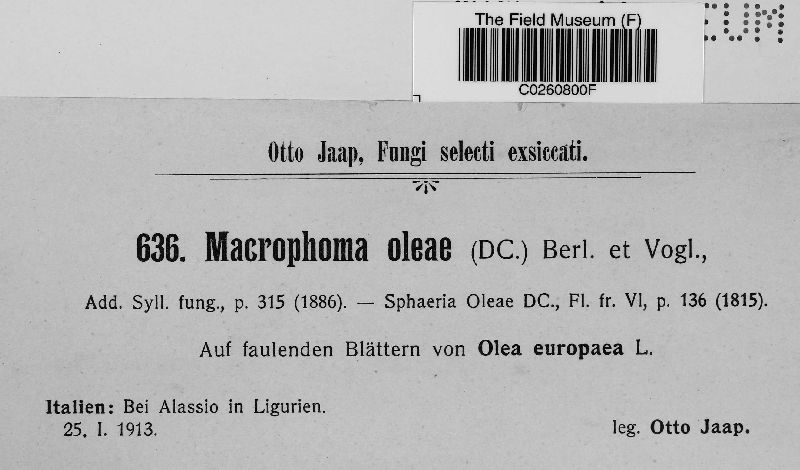 The Field Museum (F)
C0260800F
Otto Jaap, Fungi selecti exsiccati.
636. Macrophoma oleae (DC.) Berl. et Vogl.,
Add. Syll. fung., p. 315 (1886). — Sphaeria Oleae DC., Fl. fr. VI, p. 136 (1815).
Auf faulenden Blättern von Olea europaea L.
Italien: Bei Alassio in Ligurien.
25. I. 1913.
leg. Otto Jaap.